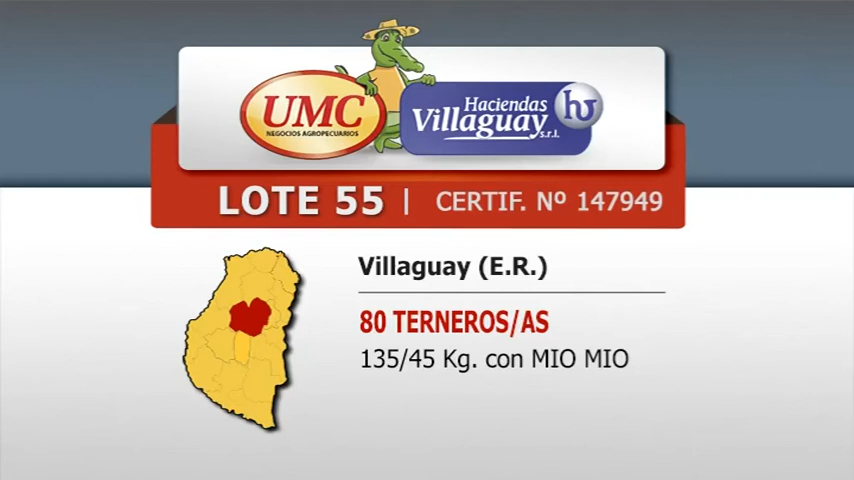 UMC
NEGOCIOS AGROPECUARIOS
Haciendas
Villaguay
s.r.l.
hv
LOTE 55 | CERTIF. Nº 147949
Villaguay (E.R.)
80 TERNEROS/AS
135/45 Kg. con MIO MIO